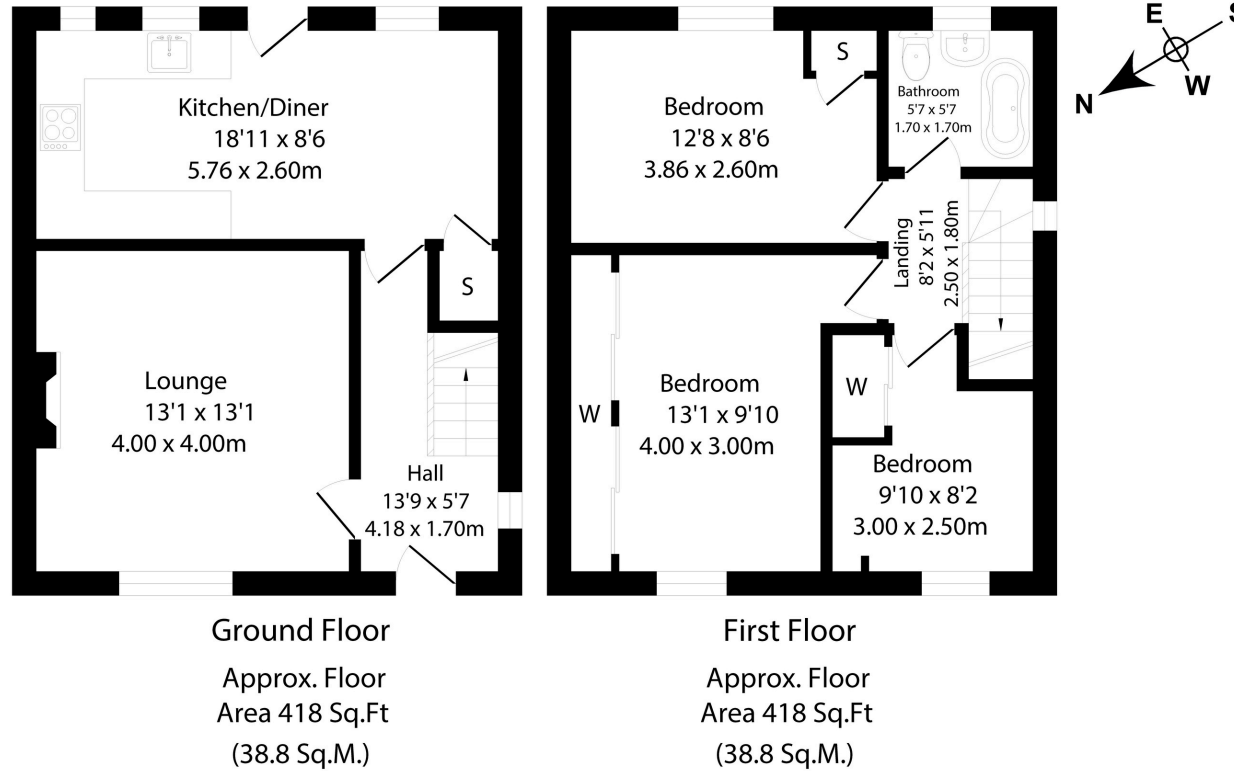 Kitchen/Diner
18'11 x 8'6
5.76 x 2.60m
S
Lounge
13'1 x 13'1
4.00 x 4.00m
Hall
13'9 x 5'7
4.18 x 1.70m
Ground Floor
Approx. Floor
Area 418 Sq.Ft
(38.8 Sq.M.)
Bedroom
12'8 x 8'6
3.86 x 2.60m
S
Bathroom
5'7 x 5'7
1.70 x 1.70m
Landing
8'2 x 5'11
2.50 x 1.80m
W
Bedroom
13'1 x 9'10
4.00 x 3.00m
W
Bedroom
9'10 x 8'2
3.00 x 2.50m
First Floor
Approx. Floor
Area 418 Sq.Ft
(38.8 Sq.M.)
E
S
N
W